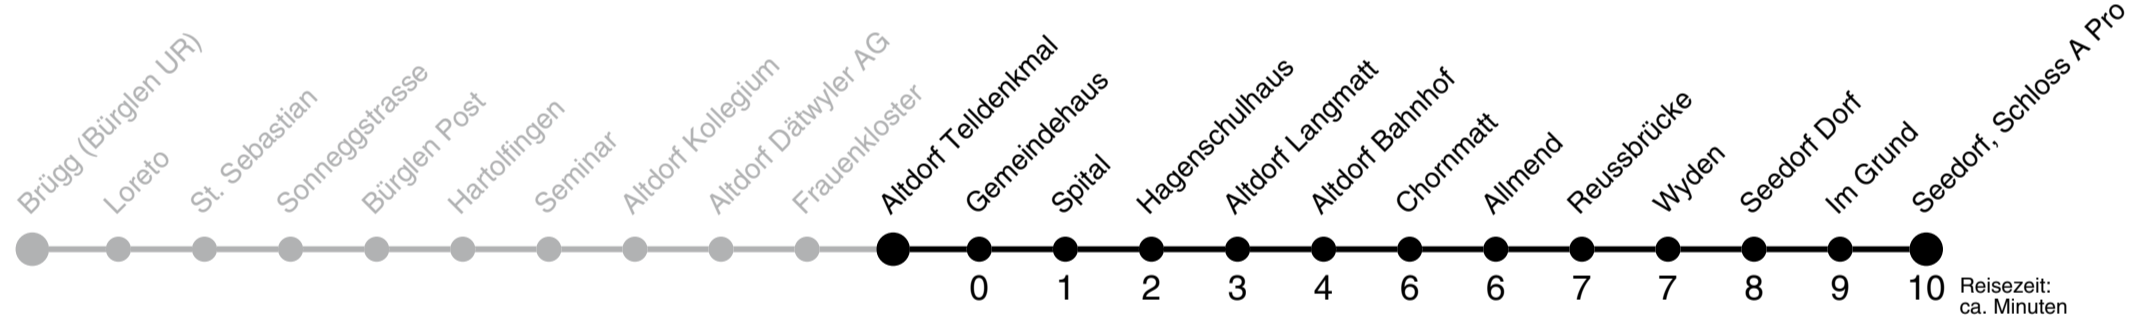 Brügg (Bürglen UR)
Loreto
St. Sebastian
Sonneggstrasse
Bürglen Post
Hartolfingen
Seminar
Altdorf Kollegium
Altdorf Dätwyler AG
Frauenkloster
Altdorf Telldenkmal
Gemeindehaus
Spital
Hagenschulhaus
Altdorf Langmatt
Altdorf Bahnhof
Chornmatt
Allmend
Reussbrücke
Wyden
Seedorf Dorf
Im Grund
Seedorf, Schloss A Pro
0 1 2 3 4 6 6 7 7 8 9 10
Reisezeit:
ca. Minuten